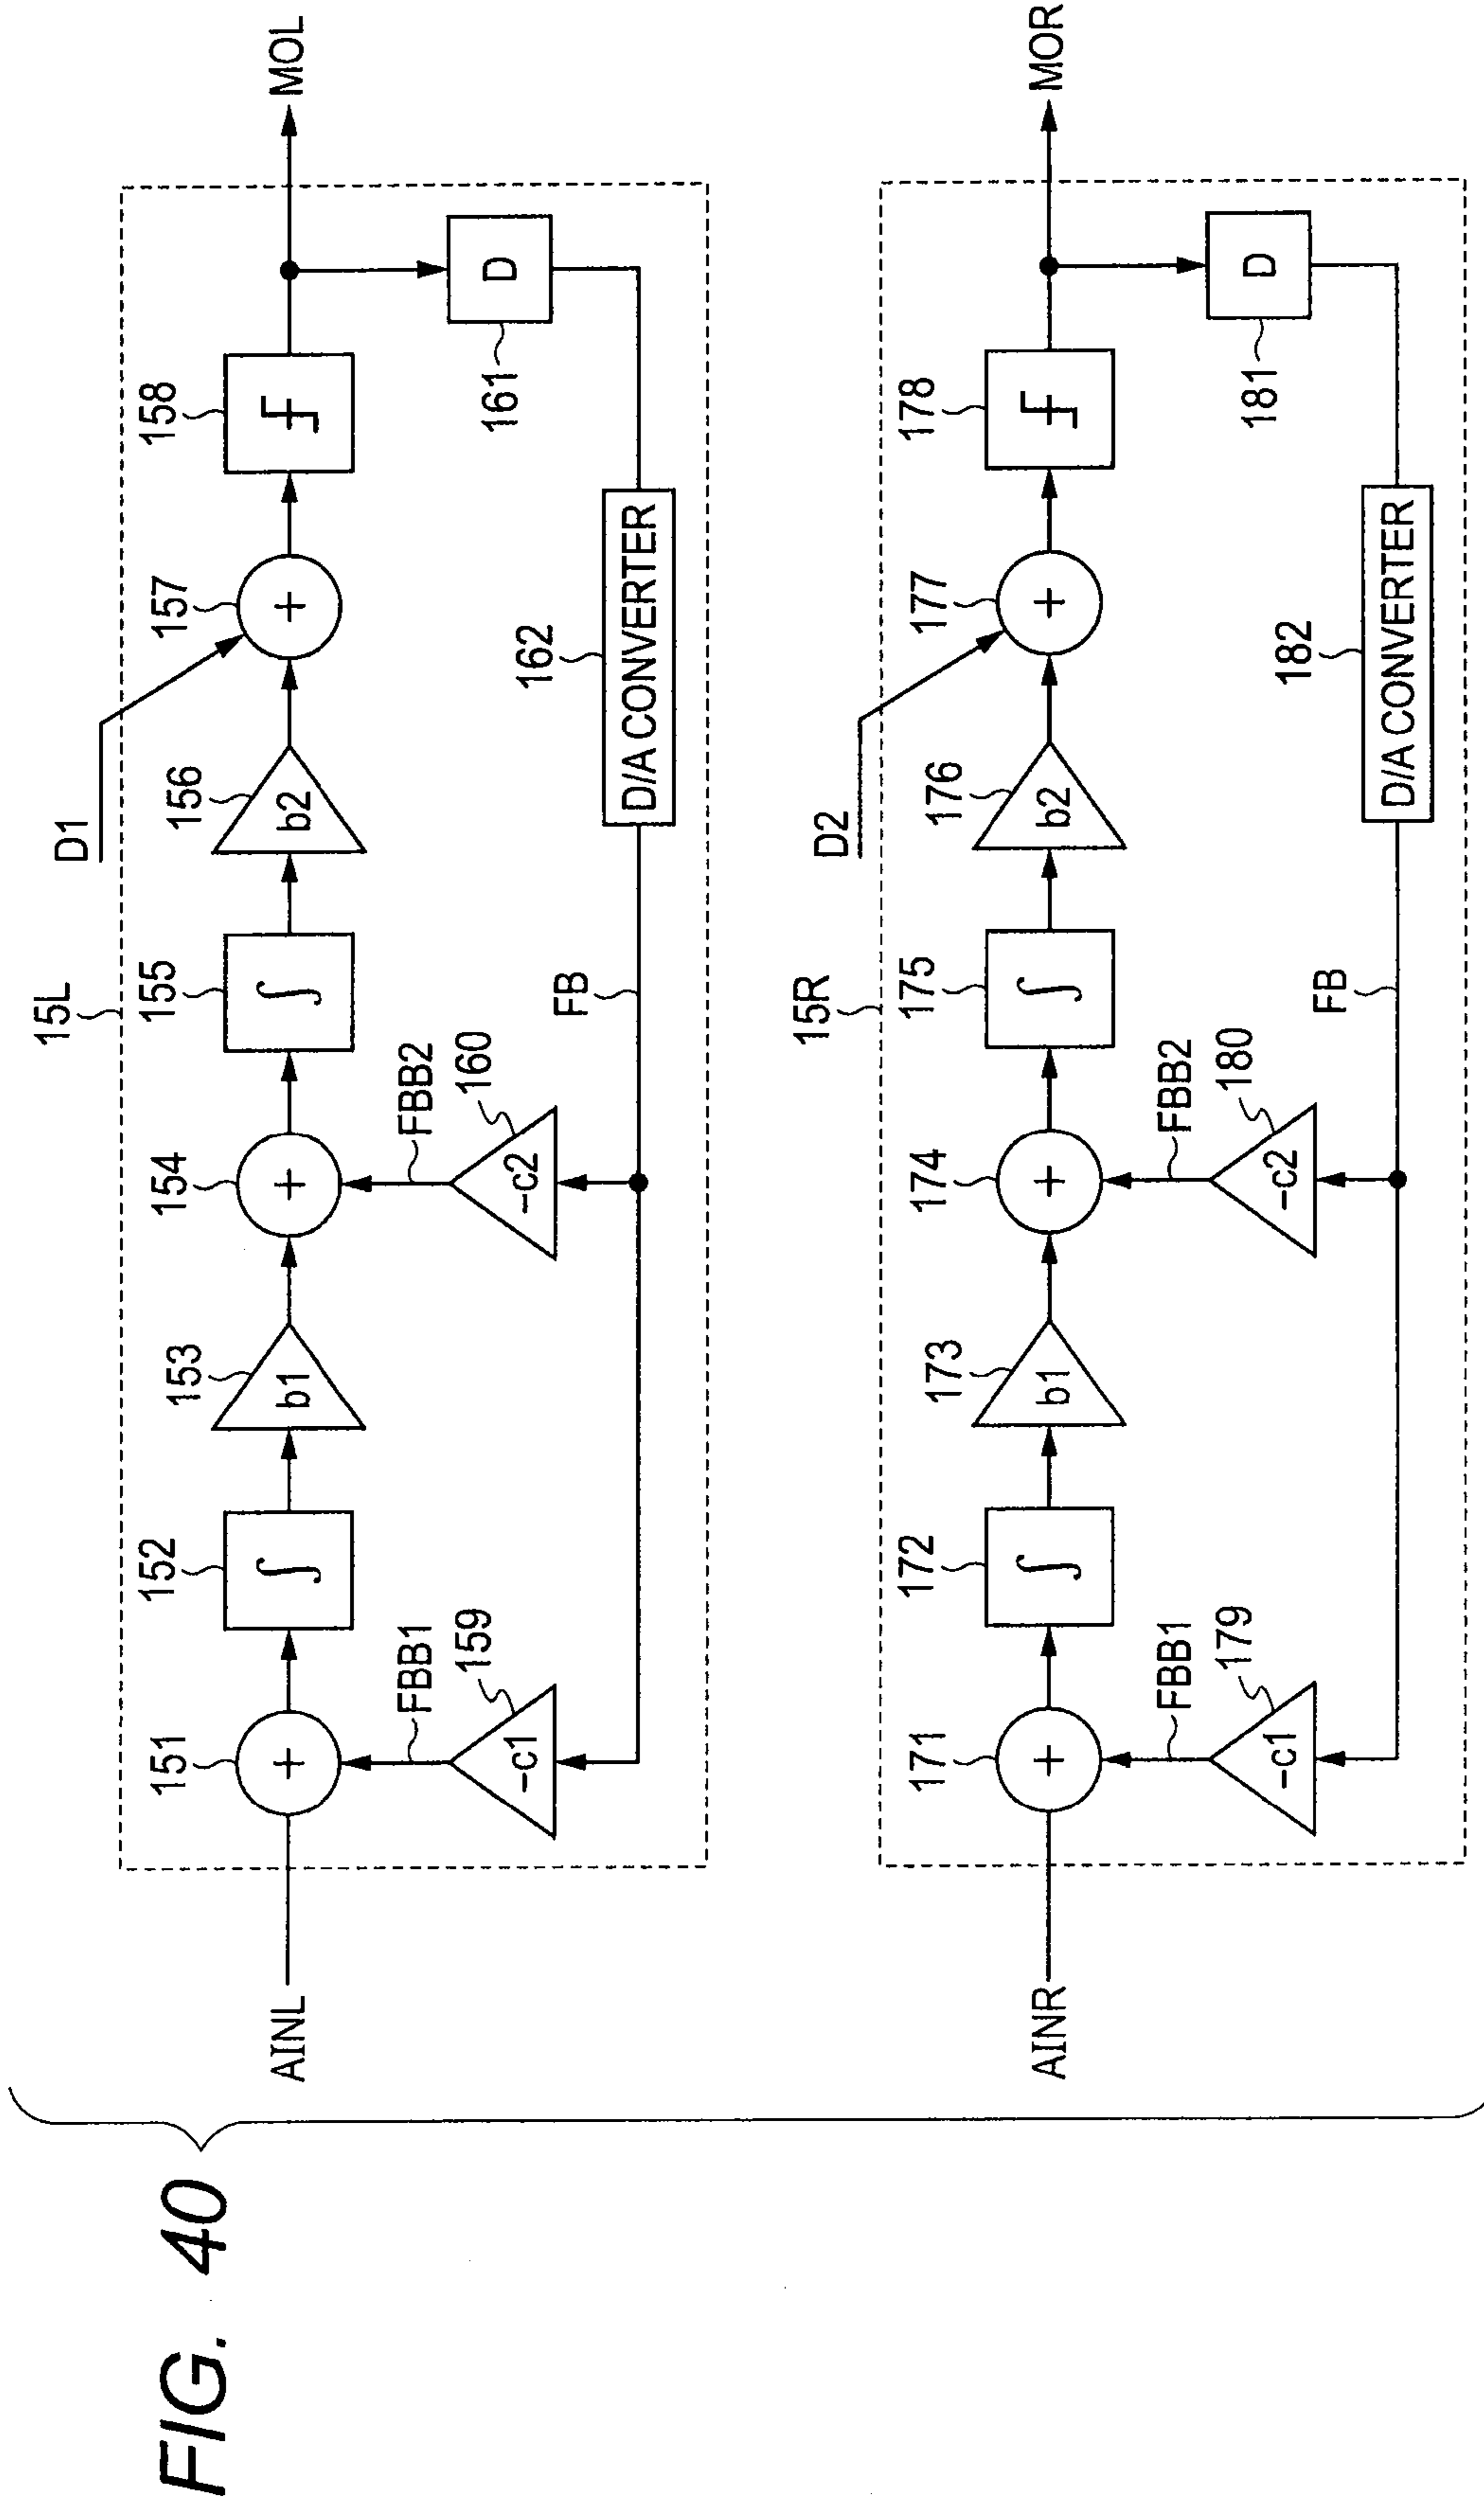 FIG. 40
15L
D1
151
152
153
154
155
156
157
158
AINL
+
∫
b1
+
∫
b2
+
MOL
FBB1
159
-c1
FBB2
160
-c2
FB
162
D/A CONVERTER
161
D
15R
D2
171
172
173
174
175
176
177
178
AINR
+
∫
b1
+
∫
b2
+
MOR
FBB1
179
-c1
FBB2
180
-c2
FB
182
D/A CONVERTER
181
D